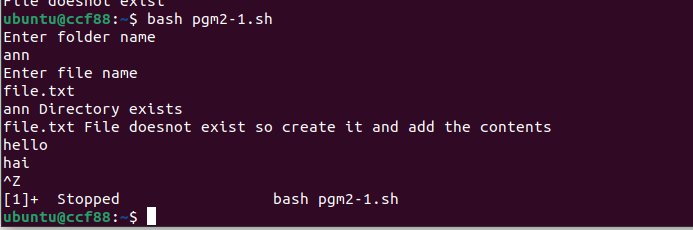 File doesnot exist
ubuntu@ccf88:~$ bash pgm2-1.sh
Enter folder name
ann
Enter file name
file.txt
ann Directory exists
file.txt File doesnot exist so create it and add the contents
hello
hai
^Z
[1]+  Stopped                 bash pgm2-1.sh
ubuntu@ccf88:~$